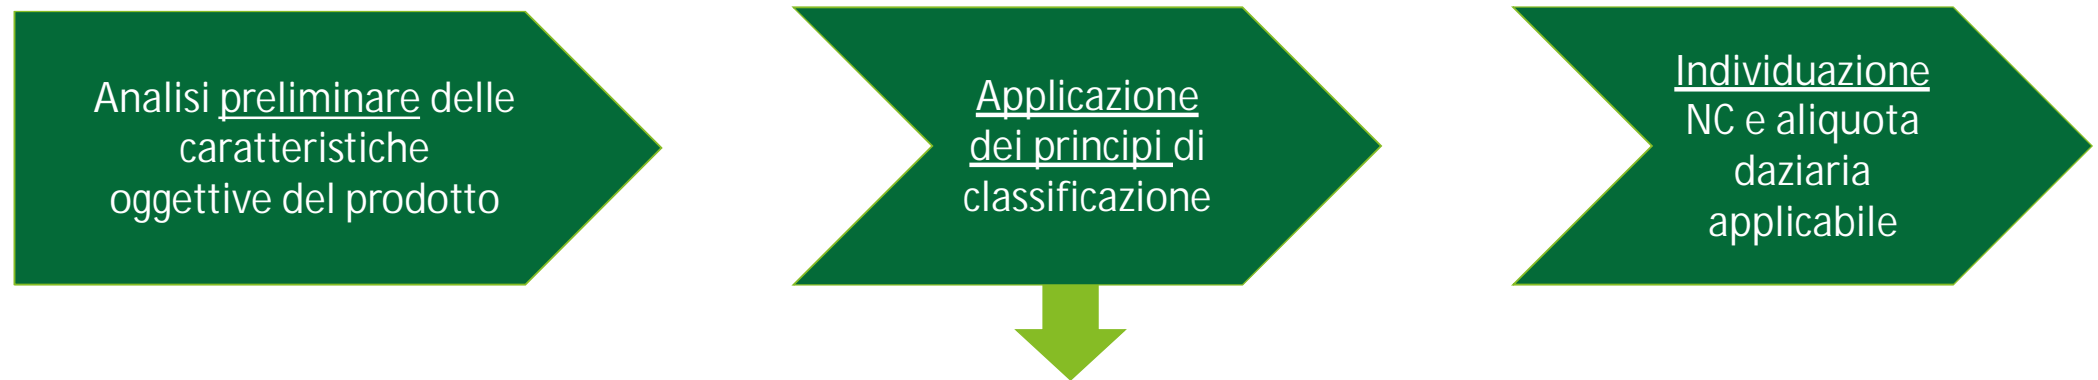 Analisi preliminare delle
caratteristiche
oggettive del prodotto
Applicazione
dei principi di
classificazione
Individuazione
NC e aliquota
daziaria
applicabile